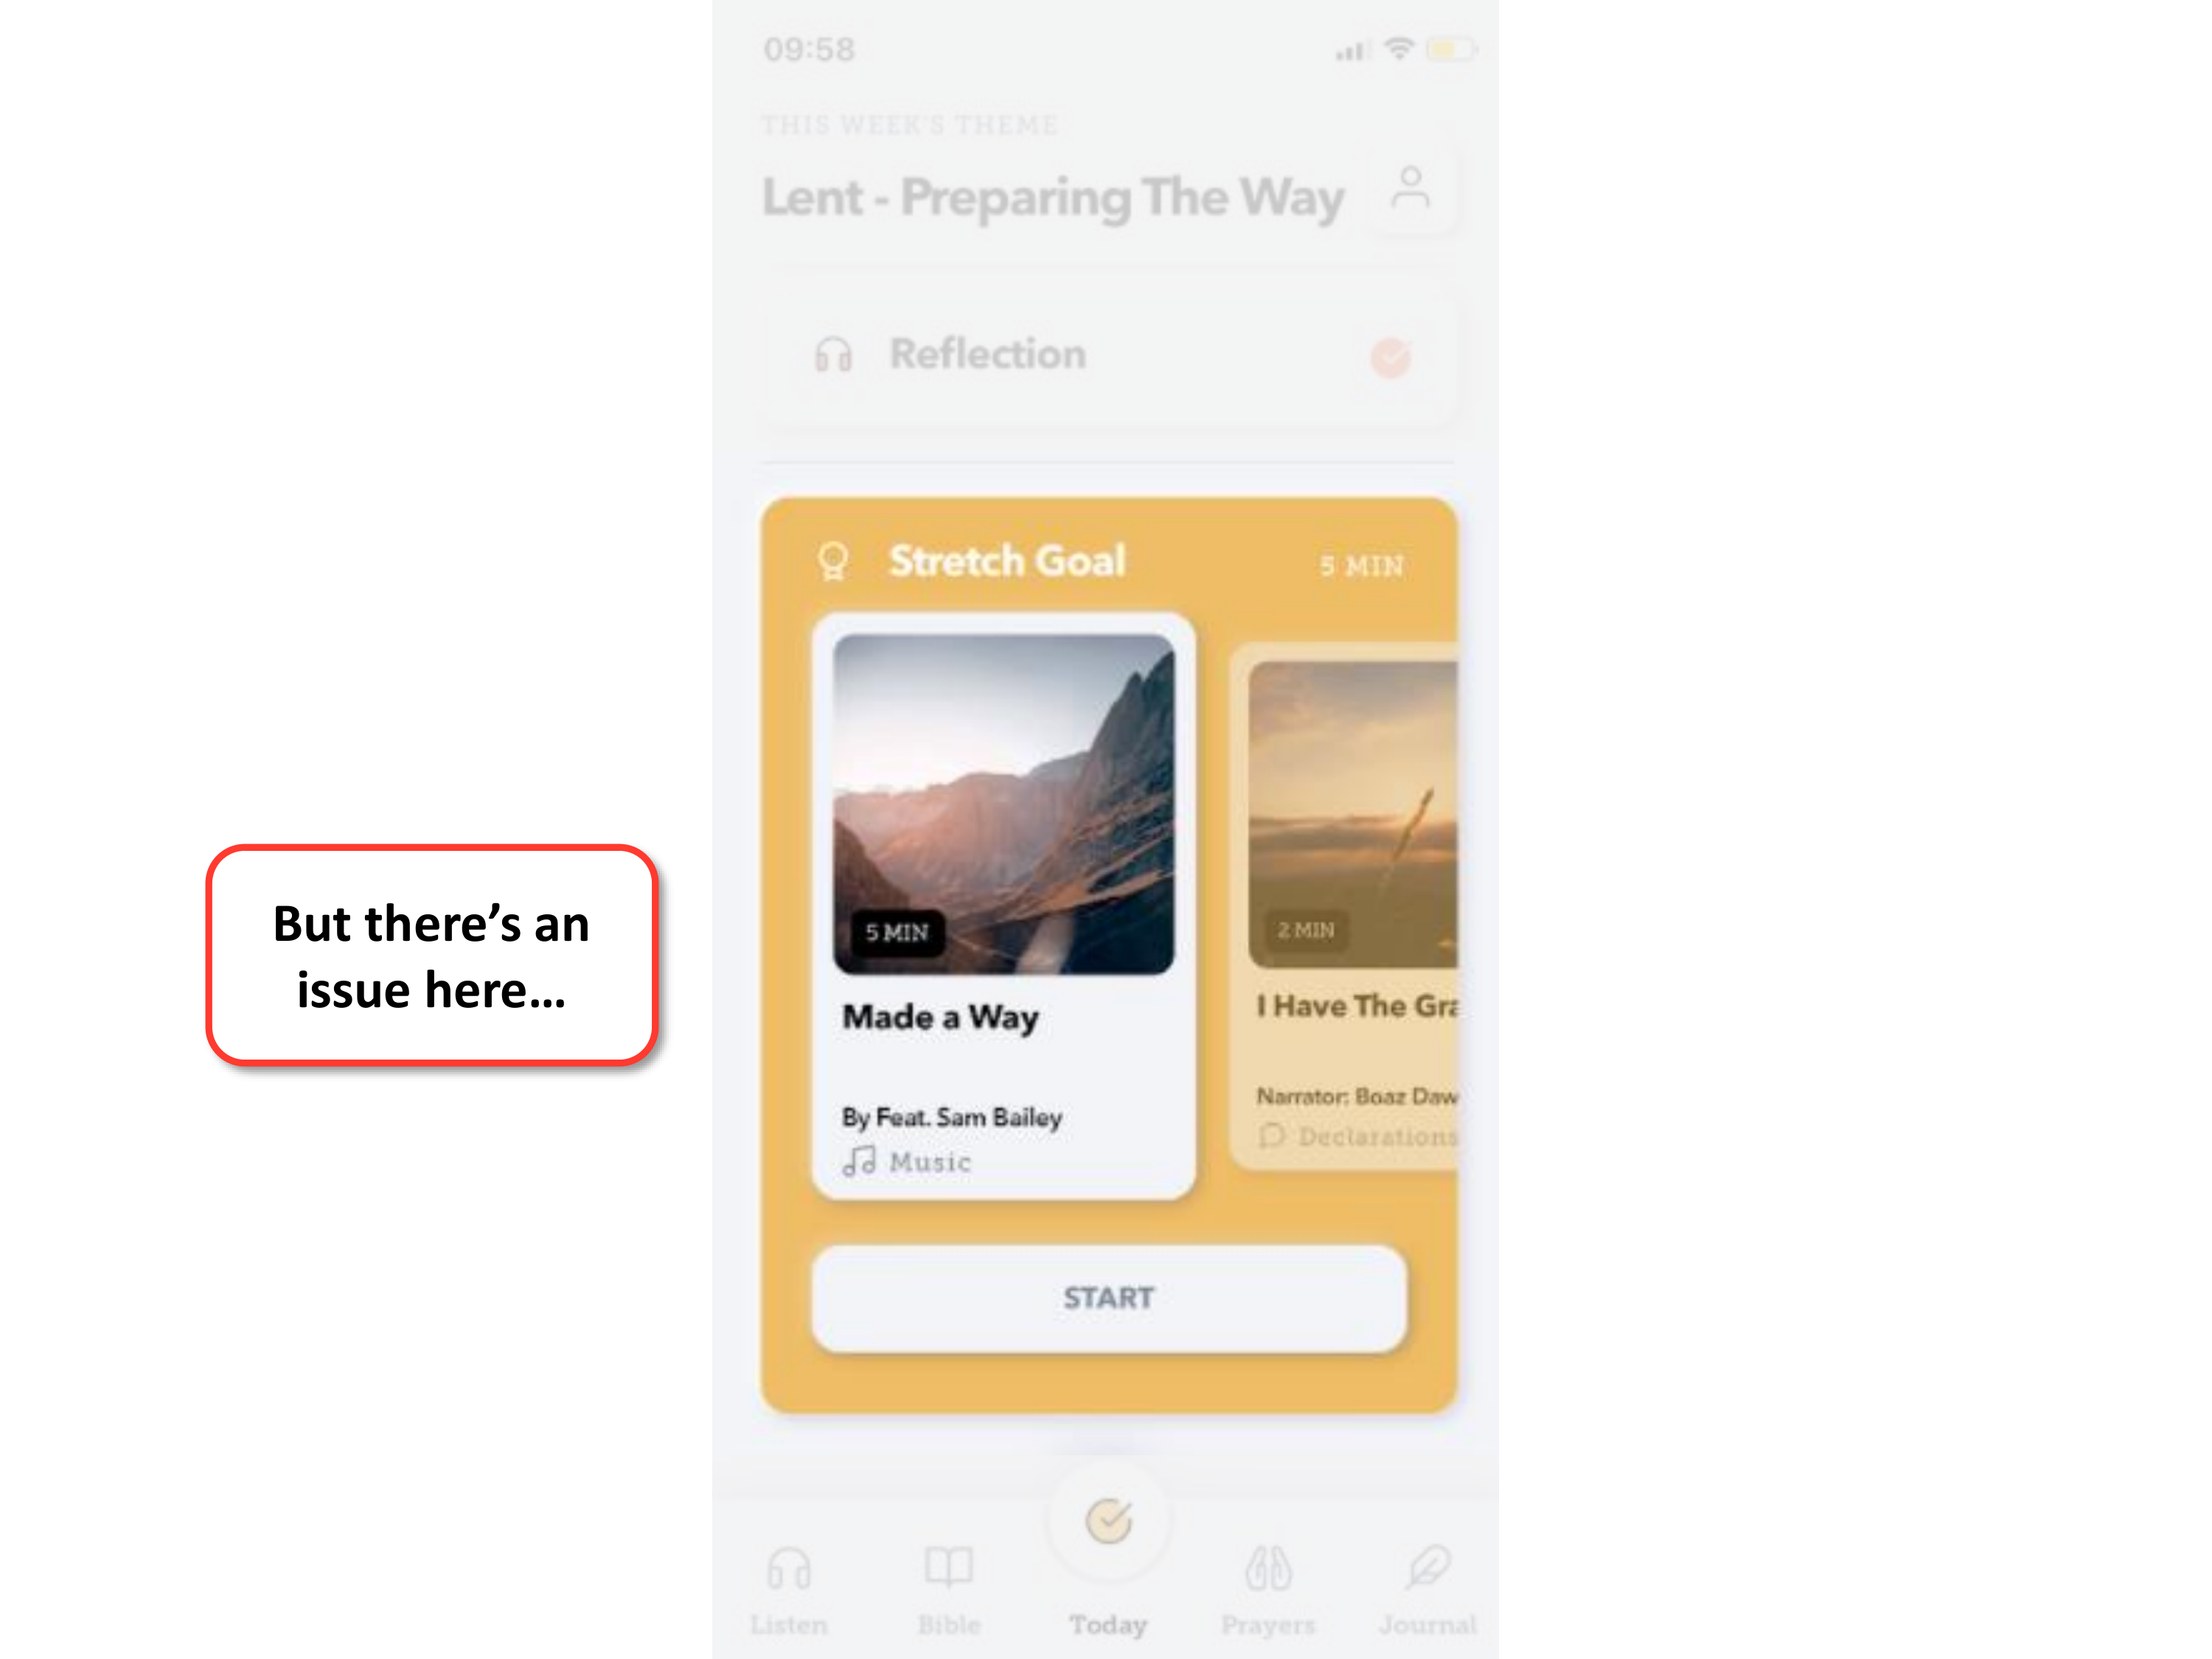 09:58
THIS WEEK'S THEME
Lent - Preparing The Way
Reflection
Stretch Goal
5 MIN
5 MIN
2 MIN
Made a Way
I Have The Gra
By Feat. Sam Bailey
Narrator: Boaz Daw
Music
Declarations
START
But there's an
issue here...
Listen
Bible
Today
Prayers
Journal